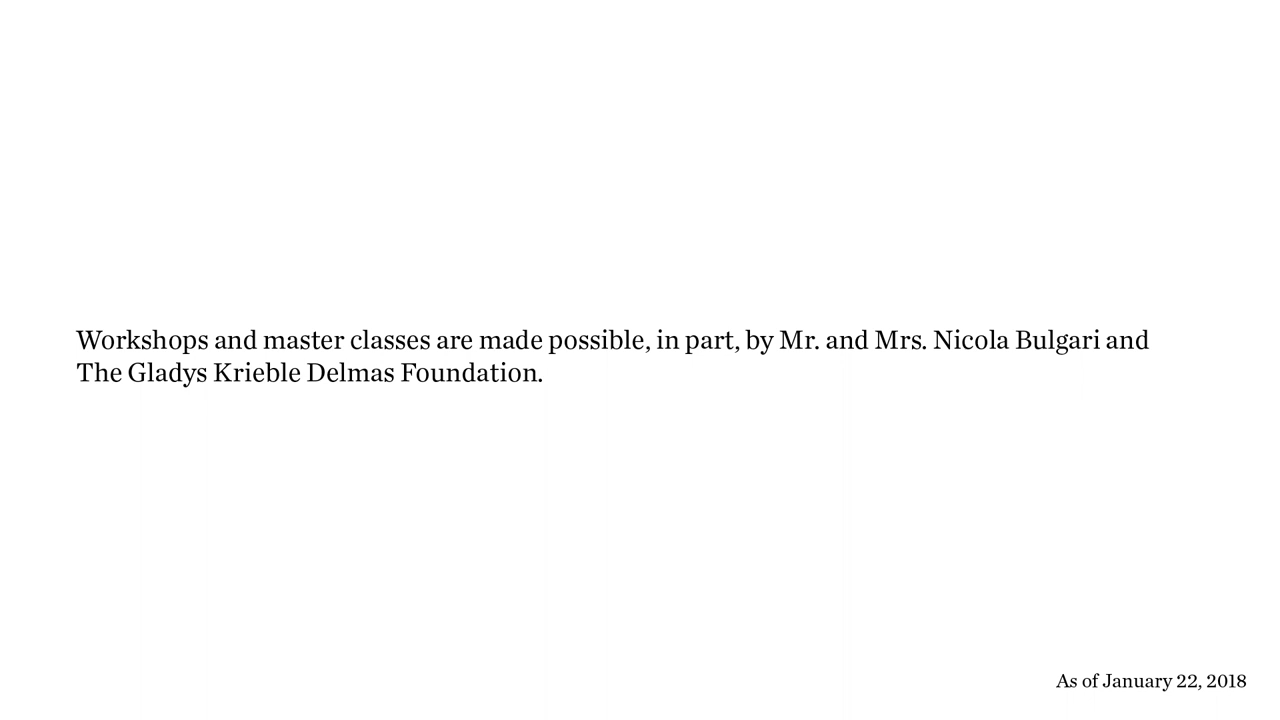 Workshops and master classes are made possible, in part, by Mr. and Mrs. Nicola Bulgari and
The Gladys Krieble Delmas Foundation.
As of January 22, 2018